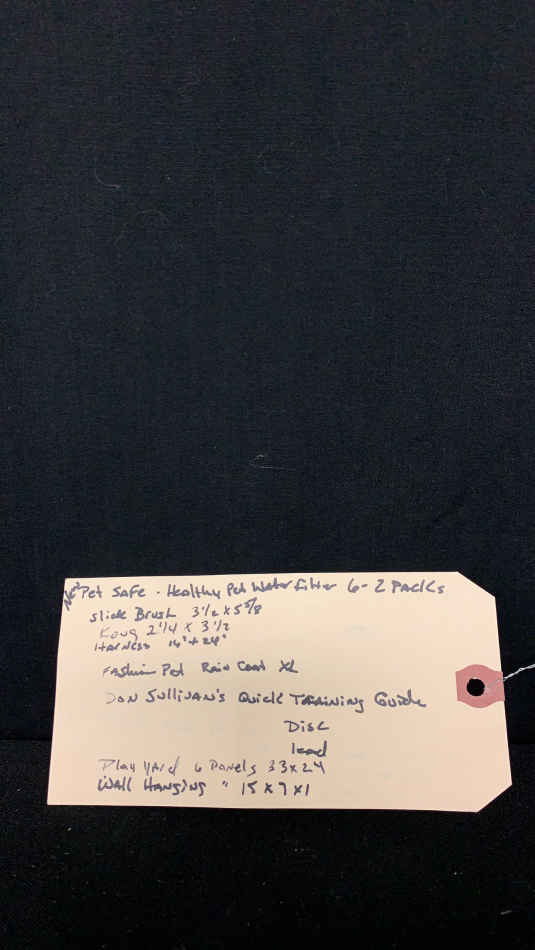 Pet Safe - Healthy Pet Water Filter 6-2 Packs
Slick Brush 3 1/2 x 5 5/8
Kong 2 1/4 x 3 1/2
Harness 24"
Fashion Pet Rain Coat XL
DON Sullivan's Quick Training Guide
Disc
lead
Play Yard 6 Panels 33x24
Wall Hanging " 15 x 9 x 1